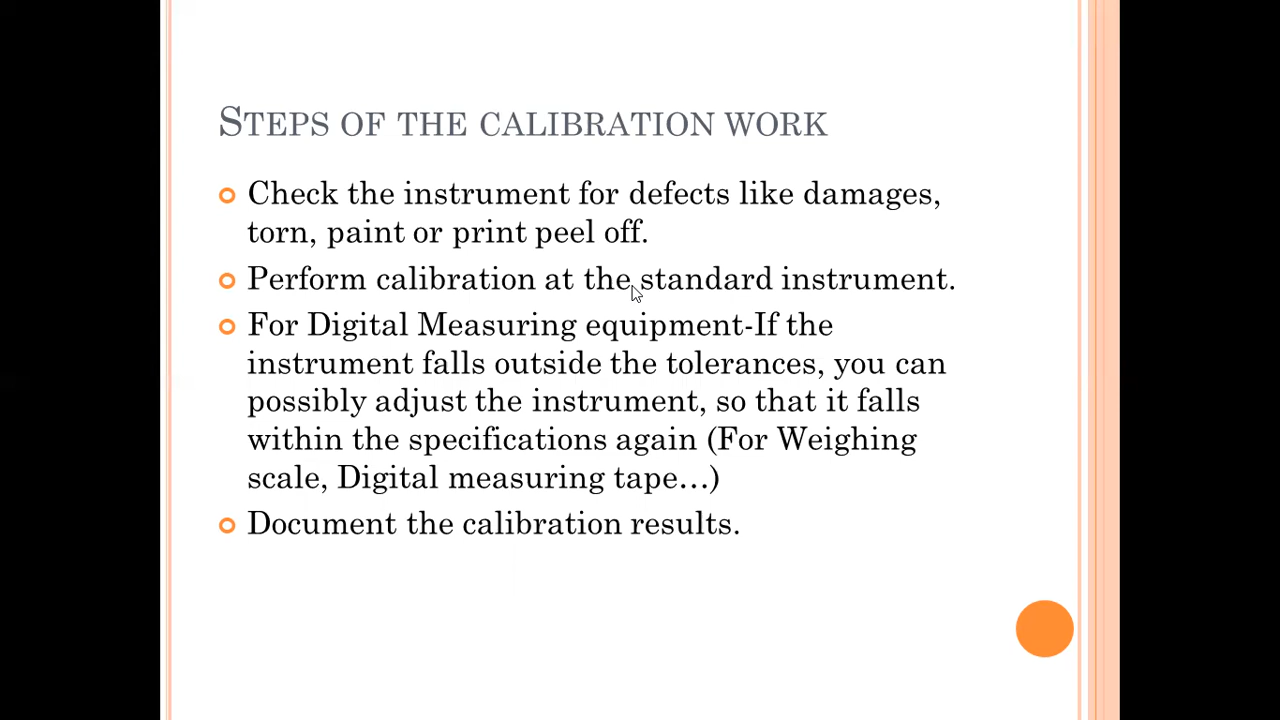 STEPS OF THE CALIBRATION WORK
Check the instrument for defects like damages,
torn, paint or print peel off.
Perform calibration at the standard instrument.
For Digital Measuring equipment-If the
instrument falls outside the tolerances, you can
possibly adjust the instrument, so that it falls
within the specifications again (For Weighing
scale, Digital measuring tape…)
Document the calibration results.